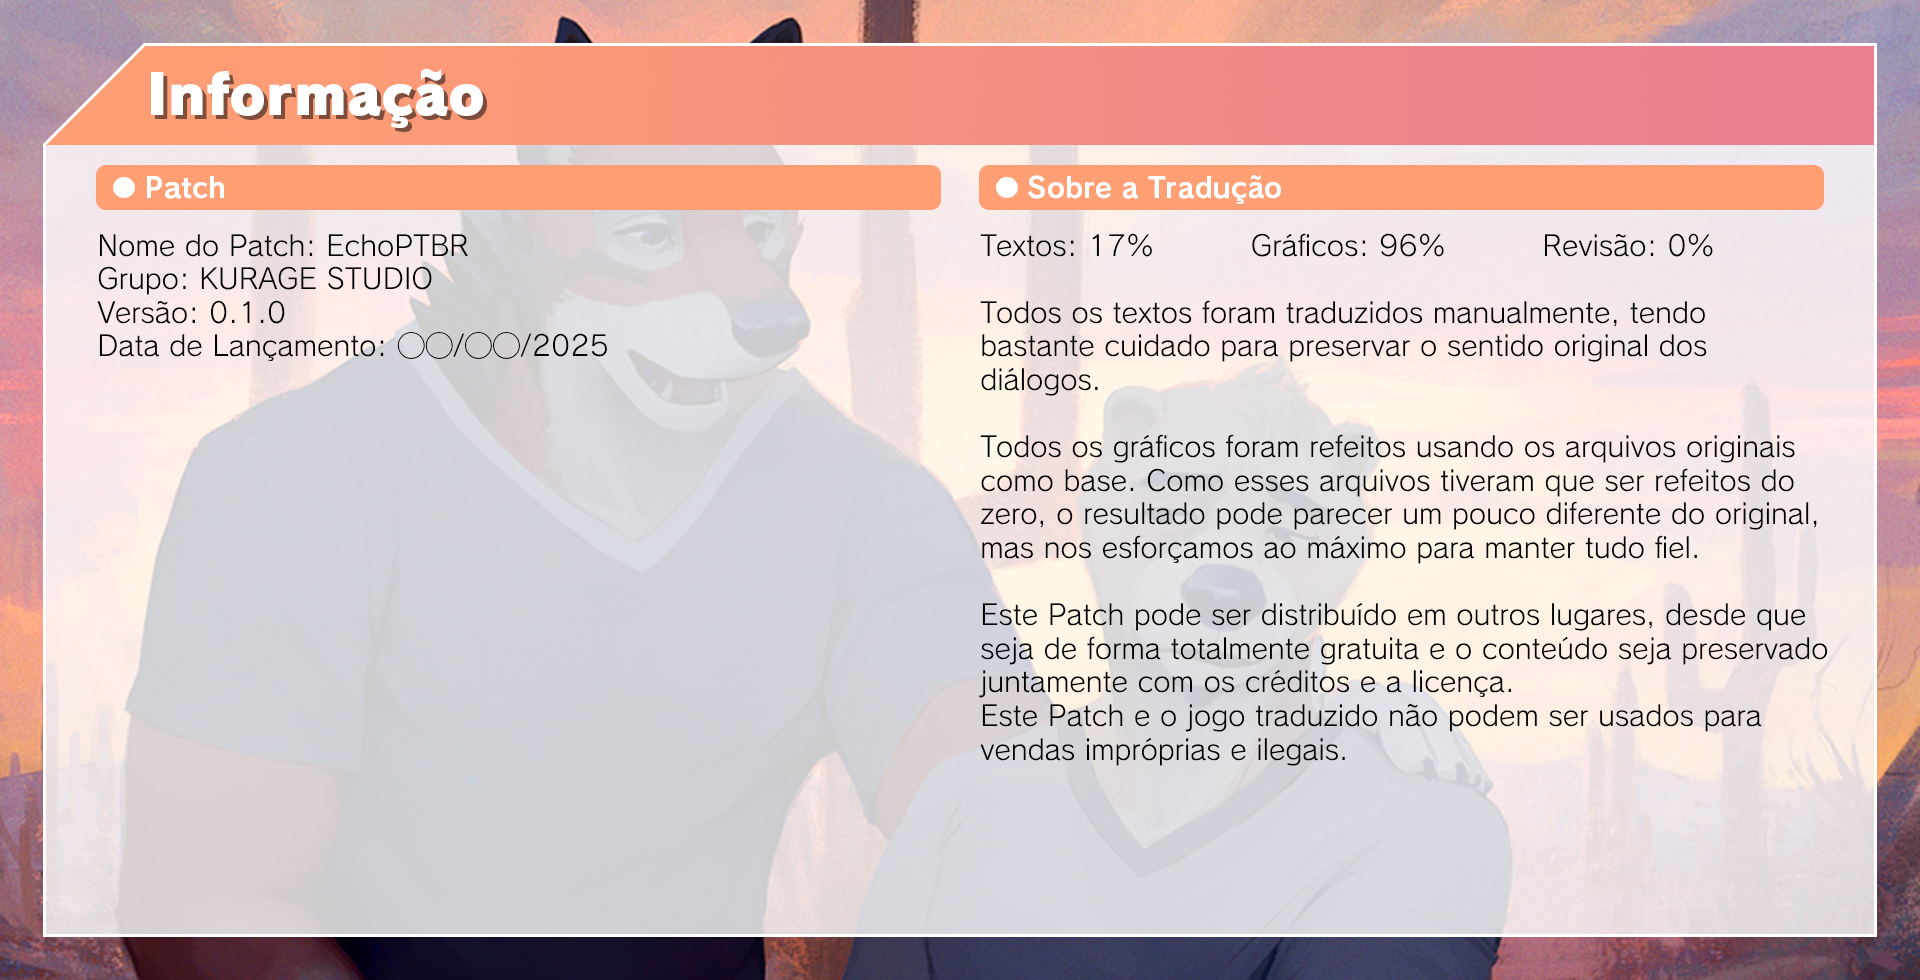 Informação
● Patch
Nome do Patch: EchoPTBR
Grupo: KURAGE STUDIO
Versão: 0.1.0
Data de Lançamento: ◯◯/◯◯/2025
● Sobre a Tradução
Textos: 17% Gráficos: 96% Revisão: 0%
Todos os textos foram traduzidos manualmente, tendo
bastante cuidado para preservar o sentido original dos
diálogos.
Todos os gráficos foram refeitos usando os arquivos originais
como base. Como esses arquivos tiveram que ser refeitos do
zero, o resultado pode parecer um pouco diferente do original,
mas nos esforçamos ao máximo para manter tudo fiel.
Este Patch pode ser distribuído em outros lugares, desde que
seja de forma totalmente gratuita e o conteúdo seja preservado
juntamente com os créditos e a licença.
Este Patch e o jogo traduzido não podem ser usados para
vendas impróprias e ilegais.